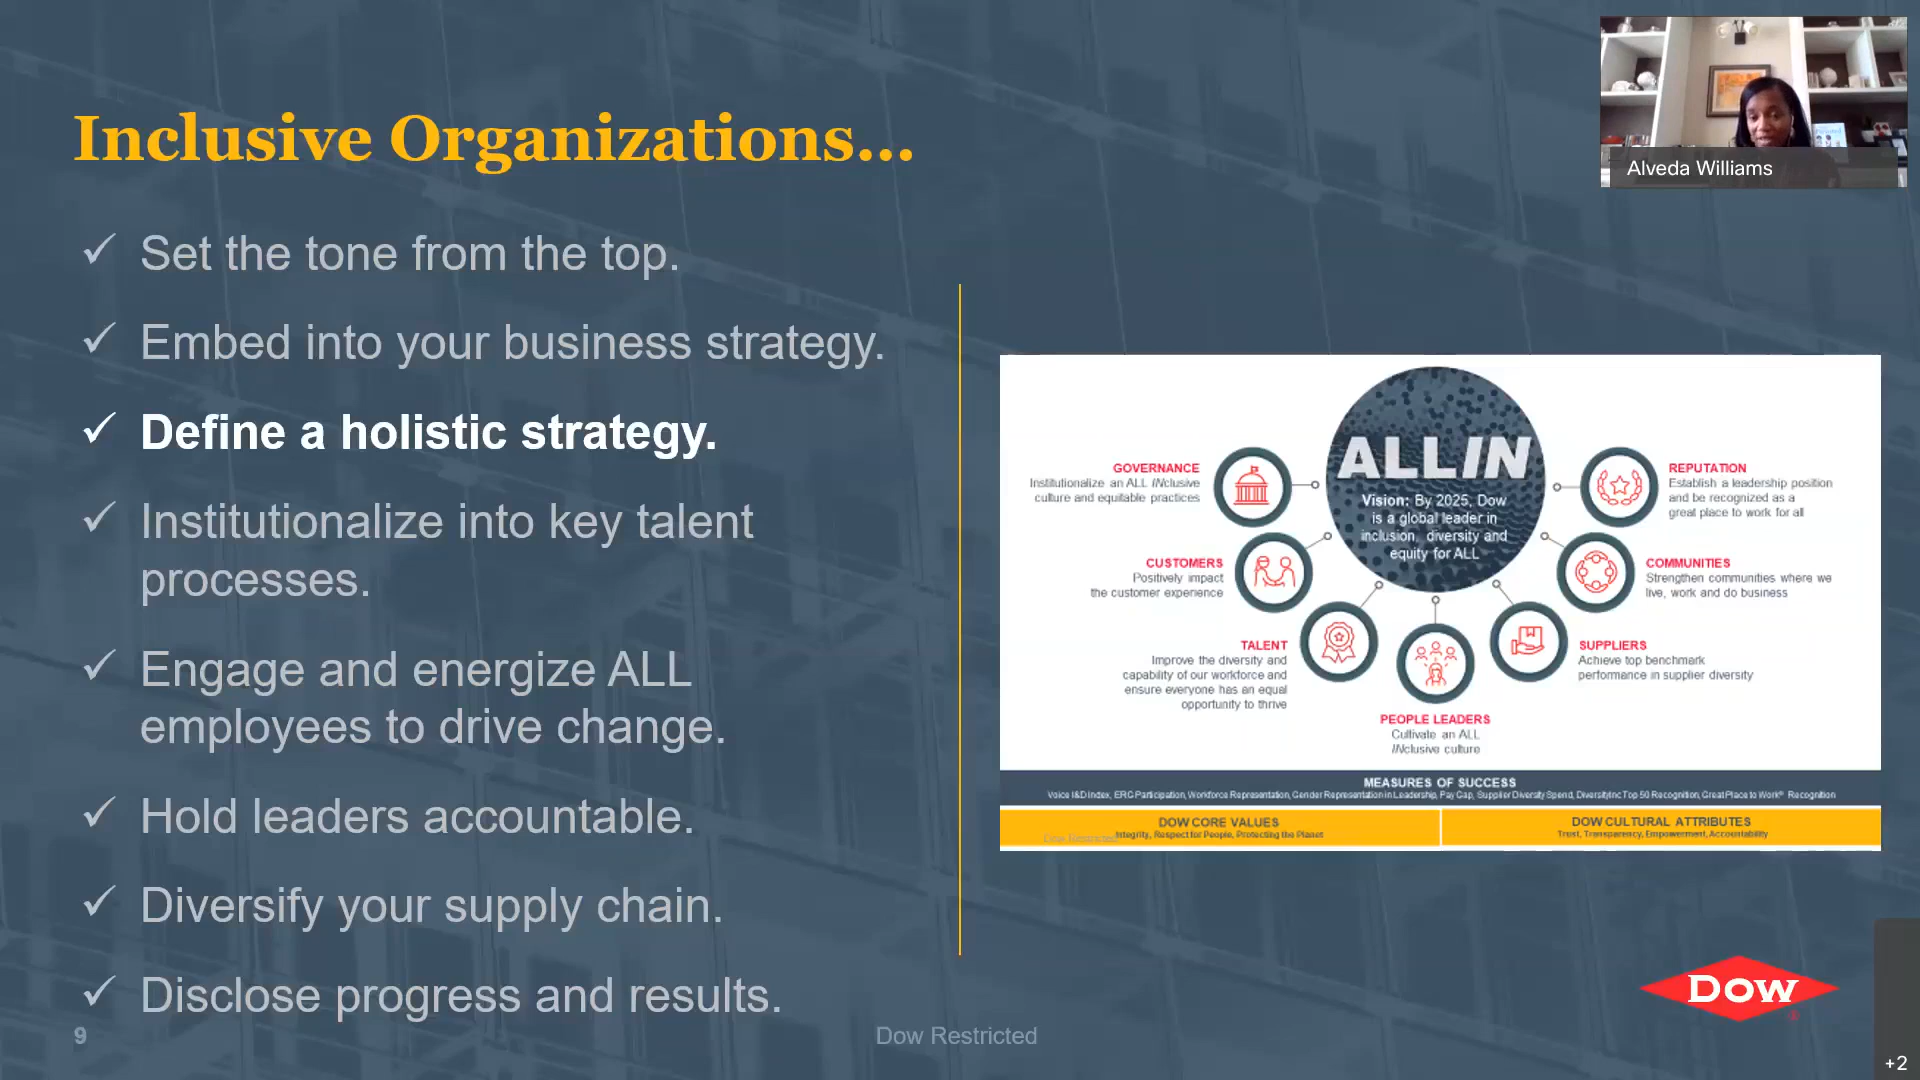 Inclusive Organizations...
Alveda Williams
✓ Set the tone from the top.
✓ Embed into your business strategy.
✓ Define a holistic strategy.
✓ Institutionalize into key talent
processes.
✓ Engage and energize ALL
employees to drive change.
✓ Hold leaders accountable.
✓ Diversify your supply chain.
✓ Disclose progress and results.
ALLIN
Vision: By 2025, Dow
is a global leader in
inclusion, diversity and
equity for ALL
GOVERNANCE
Institutionalize an ALL INclusive
culture and equitable practices
CUSTOMERS
Positively impact
the customer experience
TALENT
Improve the diversity and
capability of our workforce and
ensure everyone has an equal
opportunity to thrive
PEOPLE LEADERS
Cultivate an ALL
INclusive culture
SUPPLIERS
Achieve top benchmark
performance in supplier diversity
COMMUNITIES
Strengthen communities where we
live, work and do business
REPUTATION
Establish a leadership position
and be recognized as a
great place to work for all
MEASURES OF SUCCESS
Voice I&D Index, ERG Participation, Workforce Representation, Gender Representation in Leadership, Pay Gap, Supplier Diversity Spend, DiversityInc Top 50 Recognition, Great Place to Work® Recognition
DOW CORE VALUES
Integrity, Respect for People, Protecting the Planet
Dow Restricted
DOW CULTURAL ATTRIBUTES
Trust, Transparency, Empowerment, Accountability
DOW
®
9
Dow Restricted
+2